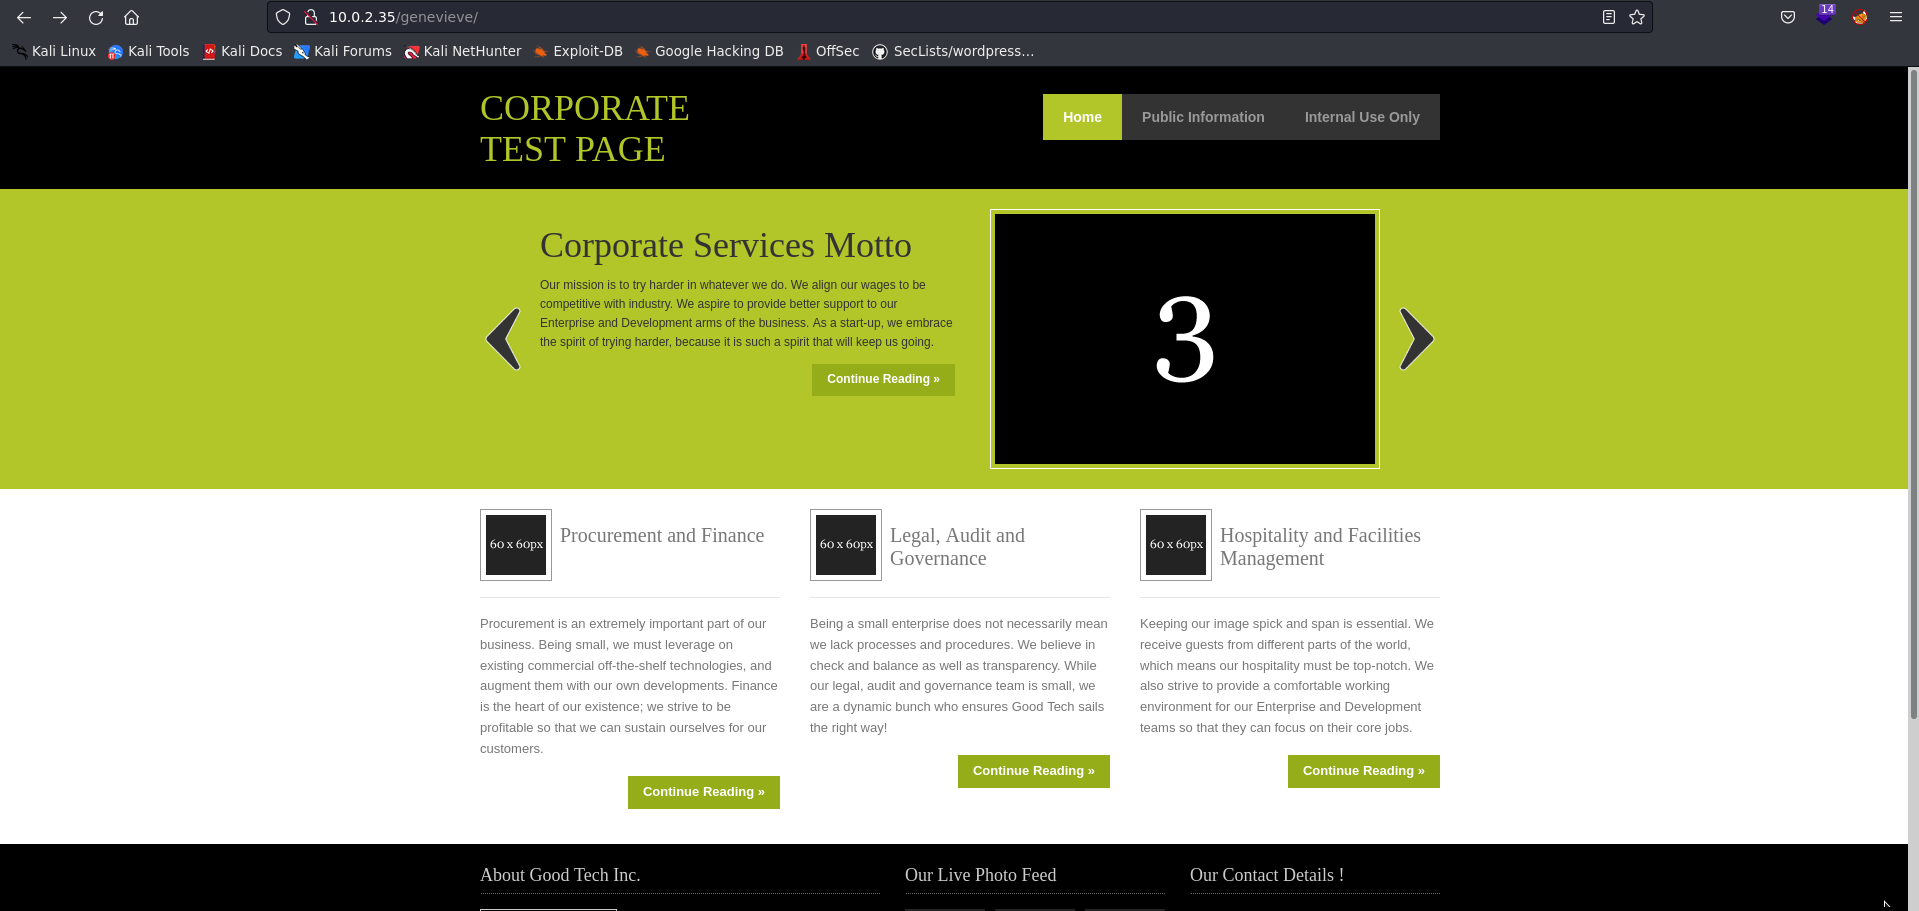 14
10.0.2.35/genevieve/
Kali Linux Kali Tools Kali Docs Kali Forums Kali NetHunter Exploit-DB Google Hacking DB OffSec SecLists/wordpress…
CORPORATE
TEST PAGE
Home Public Information Internal Use Only
Corporate Services Motto
Our mission is to try harder in whatever we do. We align our wages to be
competitive with industry. We aspire to provide better support to our
Enterprise and Development arms of the business. As a start-up, we embrace
the spirit of trying harder, because it is such a spirit that will keep us going.
Continue Reading »
3
60 x 60px
Procurement and Finance
Procurement is an extremely important part of our
business. Being small, we must leverage on
existing commercial off-the-shelf technologies, and
augment them with our own developments. Finance
is the heart of our existence; we strive to be
profitable so that we can sustain ourselves for our
customers.
Continue Reading »
60 x 60px
Legal, Audit and
Governance
Being a small enterprise does not necessarily mean
we lack processes and procedures. We believe in
check and balance as well as transparency. While
our legal, audit and governance team is small, we
are a dynamic bunch who ensures Good Tech sails
the right way!
Continue Reading »
60 x 60px
Hospitality and Facilities
Management
Keeping our image spick and span is essential. We
receive guests from different parts of the world,
which means our hospitality must be top-notch. We
also strive to provide a comfortable working
environment for our Enterprise and Development
teams so that they can focus on their core jobs.
Continue Reading »
About Good Tech Inc.
Our Live Photo Feed
Our Contact Details !